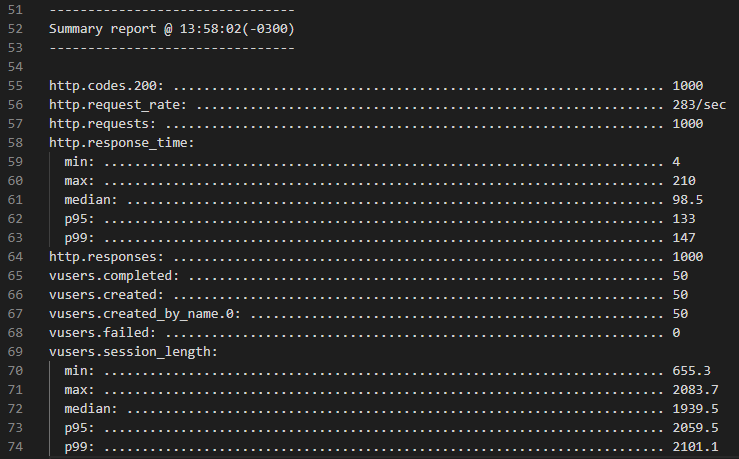 51 --------------------------------
52 Summary report @ 13:58:02(-0300)
53 --------------------------------
54
55 http.codes.200: ................................................................ 1000
56 http.request_rate: ............................................................. 283/sec
57 http.requests: ................................................................. 1000
58 http.response_time:
59 min: ......................................................................... 4
60 max: ......................................................................... 210
61 median: ...................................................................... 98.5
62 p95: ......................................................................... 133
63 p99: ......................................................................... 147
64 http.responses: ................................................................ 1000
65 vusers.completed: .............................................................. 50
66 vusers.created: ................................................................ 50
67 vusers.created_by_name.0: ...................................................... 50
68 vusers.failed: ................................................................. 0
69 vusers.session_length:
70 min: ......................................................................... 655.3
71 max: ......................................................................... 2083.7
72 median: ...................................................................... 1939.5
73 p95: ......................................................................... 2059.5
74 p99: ......................................................................... 2101.1